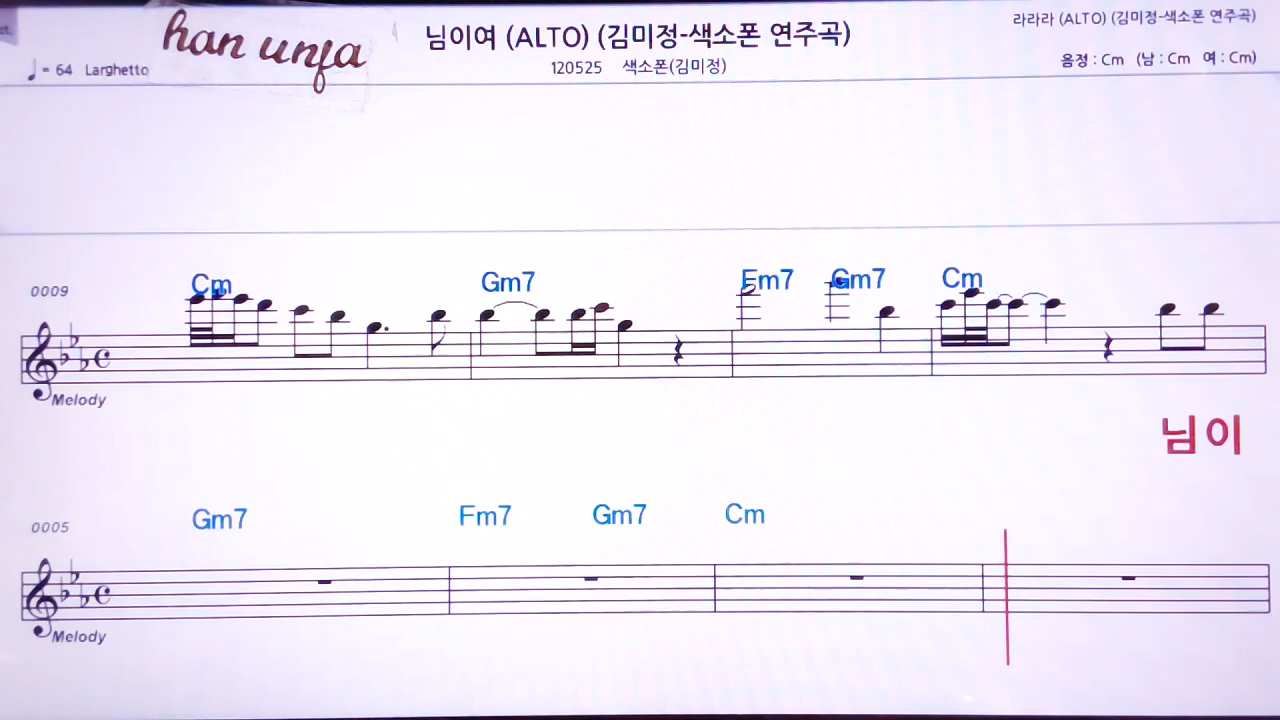 han unfa
님이여 (ALTO) (김미정-색소폰 연주곡)
라라라 (ALTO) (김미정-색소폰 연주곡)
♩= 64 Larghetto
120525 색소폰(김미정)
음정 : Cm (남 : Cm 여 : Cm)
0009
Cm Gm7 Fm7 Gm7 Cm
Melody
님이
0005
Gm7 Fm7 Gm7 Cm
Melody